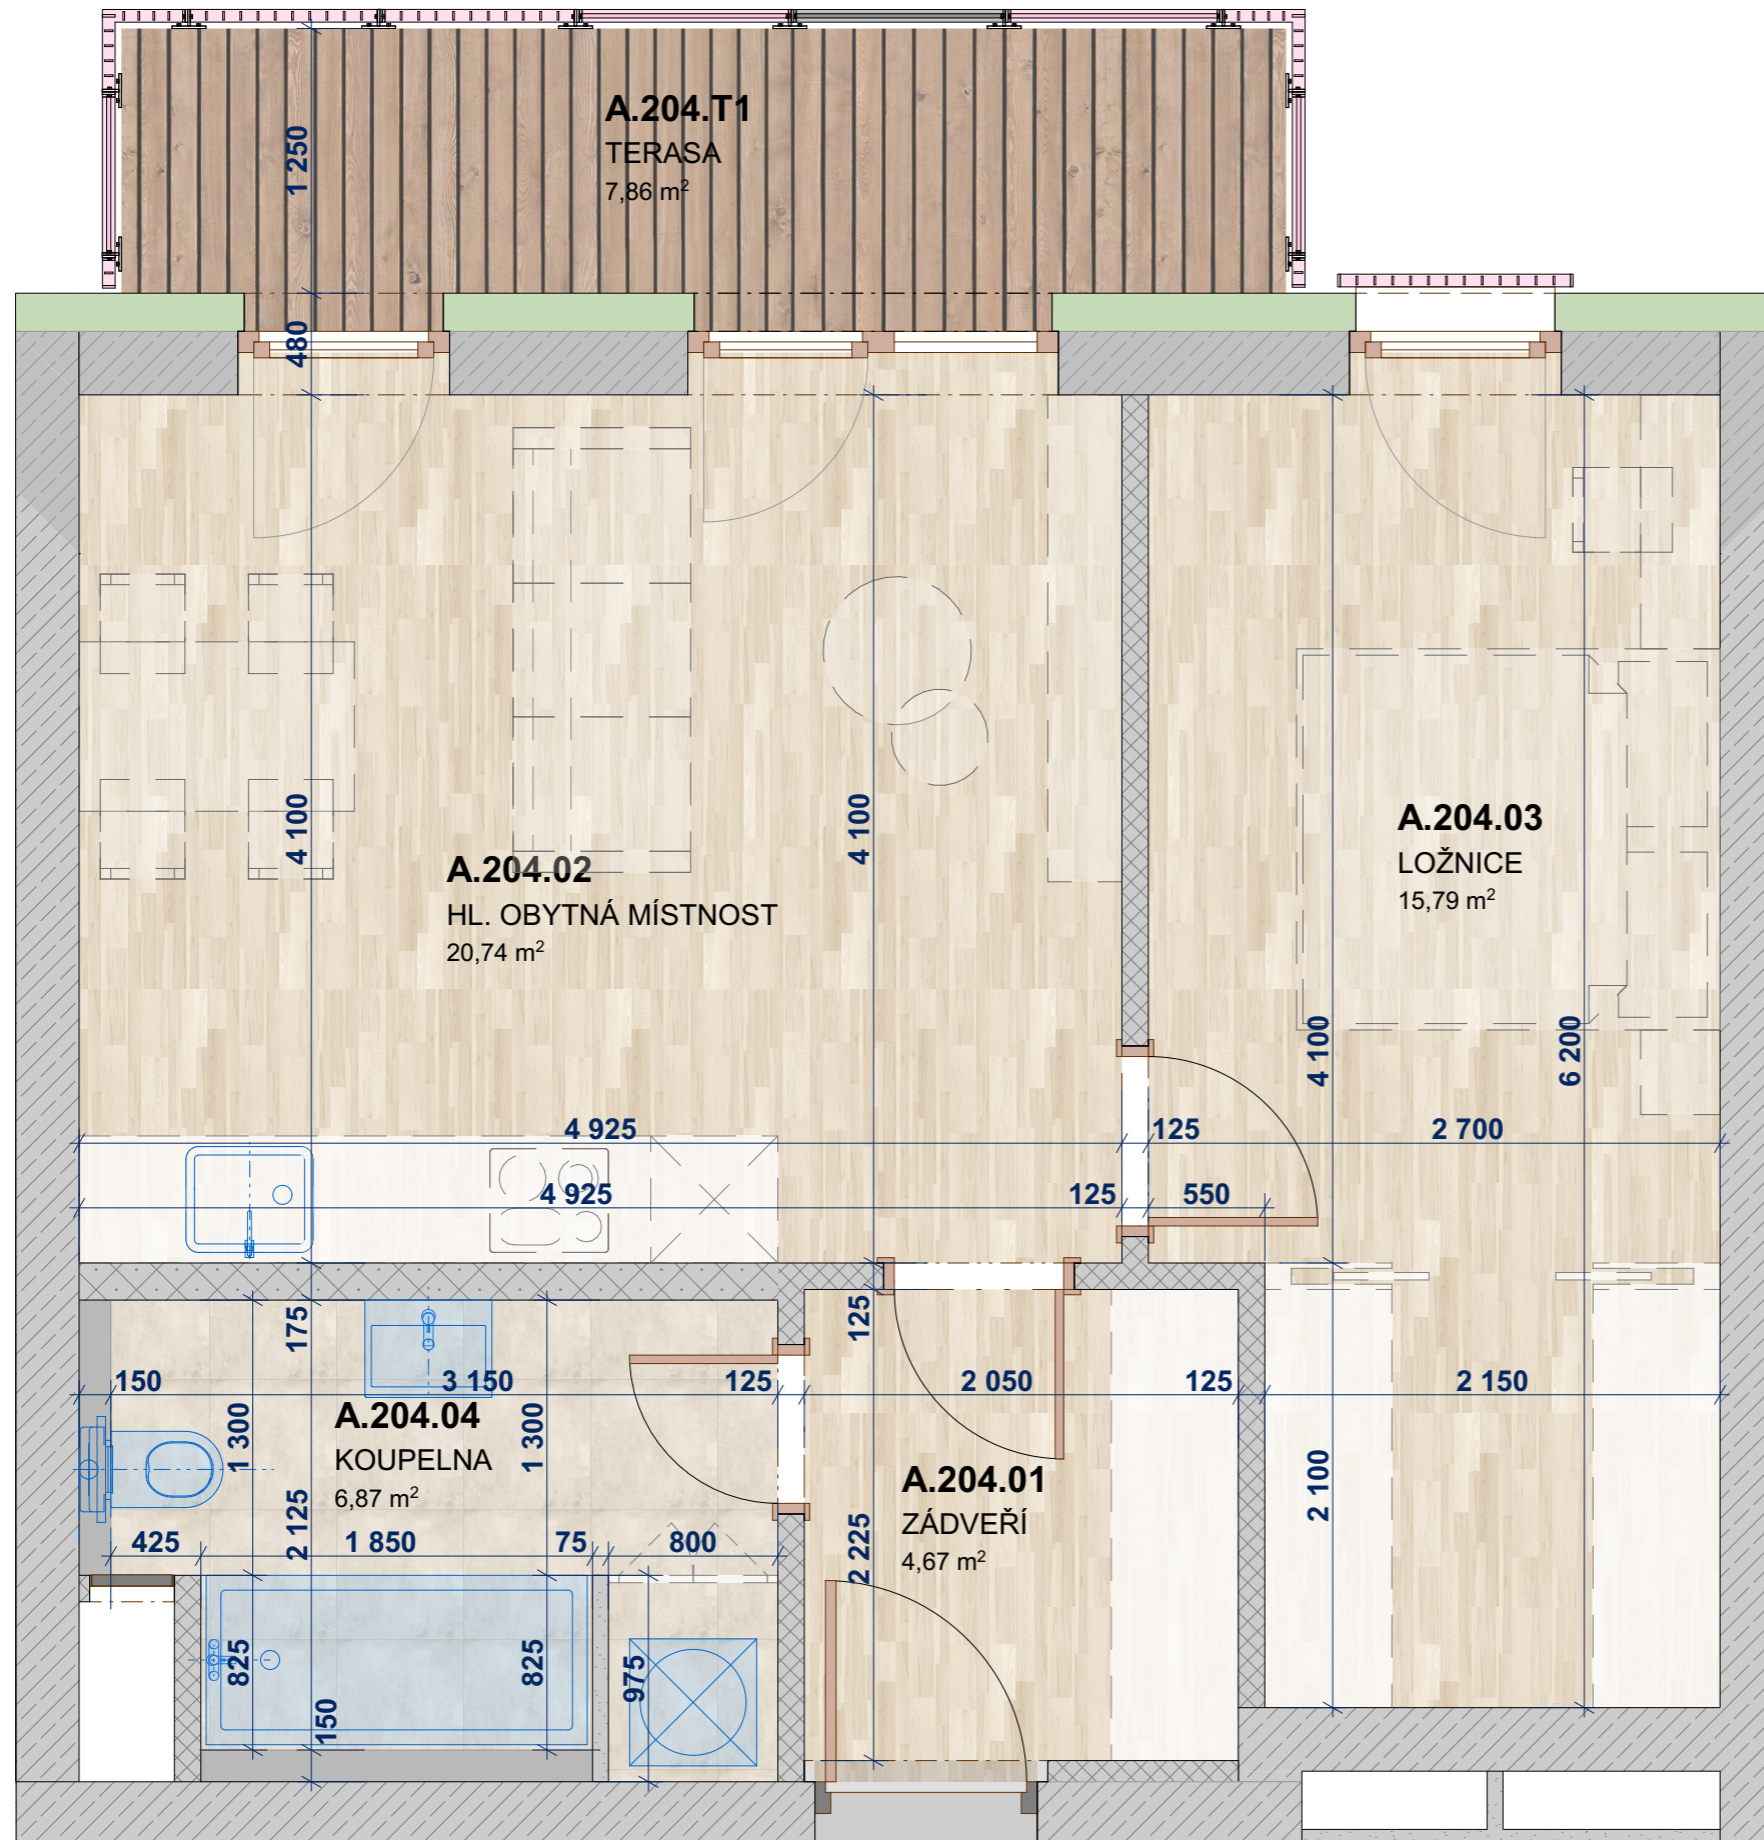 A.204.T1
TERASA
7,86 m²
1 250
480
4 100
4 100
A.204.02
HL. OBYTNÁ MÍSTNOST
20,74 m²
A.204.03
LOŽNICE
15,79 m²
4 100
6 200
4 925
125
2 700
4 925
125
550
175
125
150
3 150
125
2 050
125
2 150
A.204.04
KOUPELNA
6,87 m²
1 300
1 300
2 125
A.204.01
ZÁDVEŘÍ
4,67 m²
2 225
2 100
425
1 850
75
800
825
825
975
150